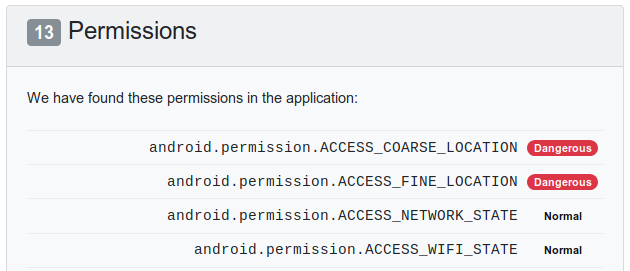 13 Permissions
We have found these permissions in the application:
android.permission.ACCESS_COARSE_LOCATION Dangerous
android.permission.ACCESS_FINE_LOCATION Dangerous
android.permission.ACCESS_NETWORK_STATE Normal
android.permission.ACCESS_WIFI_STATE Normal